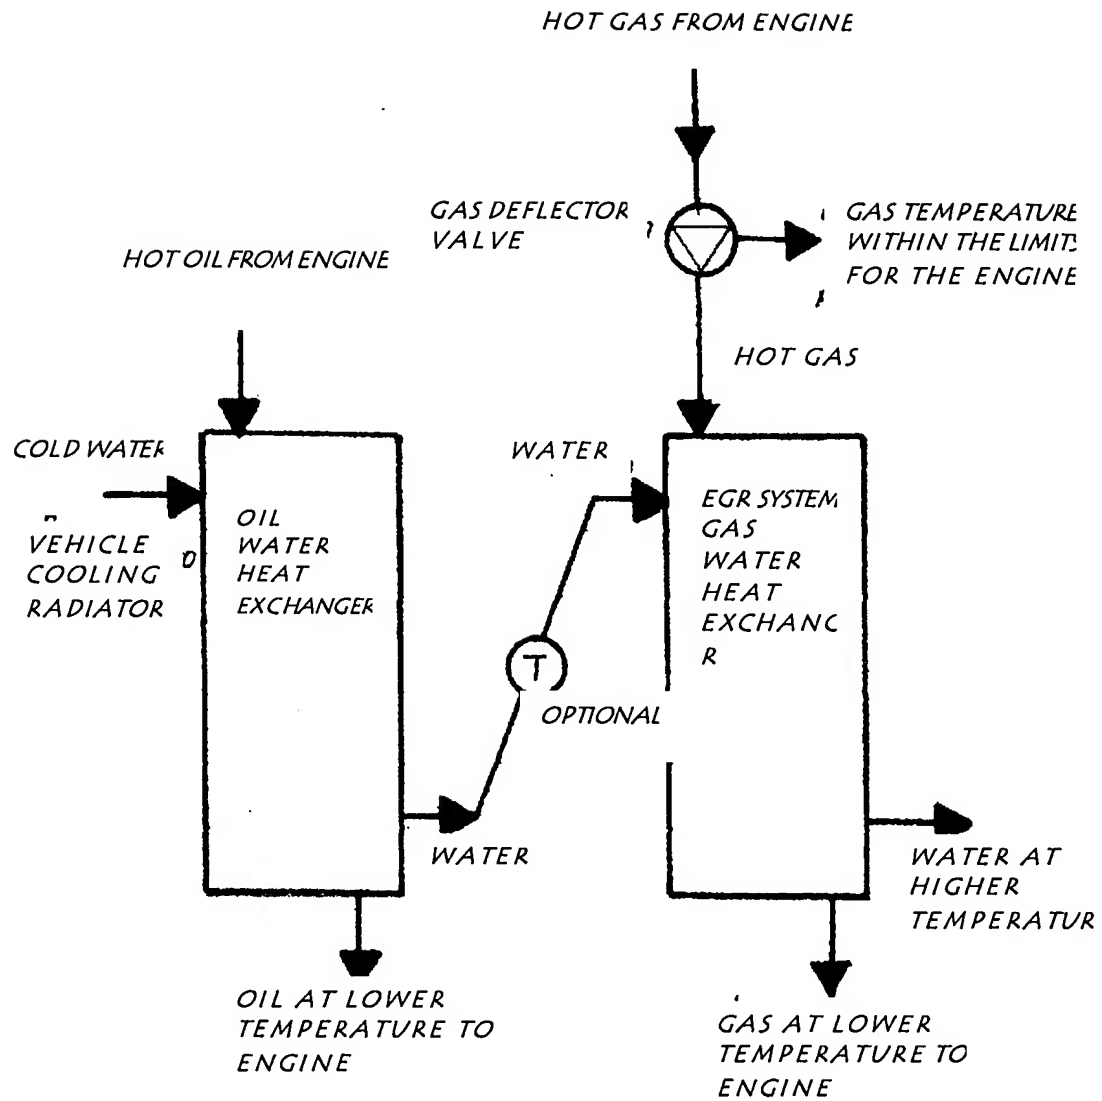 HOT GAS FROM ENGINE
GAS DEFLECTOR
VALVE
GAS TEMPERATURE
WITHIN THE LIMITS
FOR THE ENGINE
HOT OIL FROM ENGINE
HOT GAS
COLD WATER
VEHICLE
COOLING
RADIATOR
OIL
WATER
HEAT
EXCHANGER
WATER
EGR SYSTEM
GAS
WATER
HEAT
EXCHANC
R
T
OPTIONAL
WATER
WATER AT
HIGHER
TEMPERATUR
OIL AT LOWER
TEMPERATURE TO
ENGINE
GAS AT LOWER
TEMPERATURE TO
ENGINE